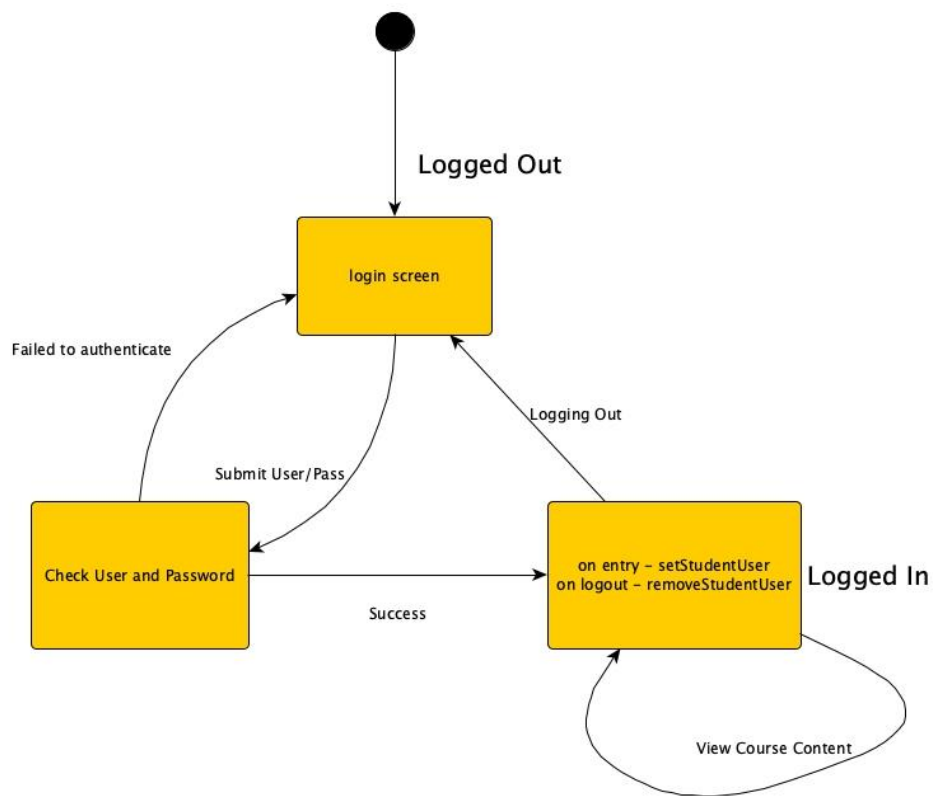 Logged Out
login screen
Failed to authenticate
Logging Out
Submit User/Pass
Check User and Password
on entry – setStudentUser
on logout – removeStudentUser
Logged In
Success
View Course Content